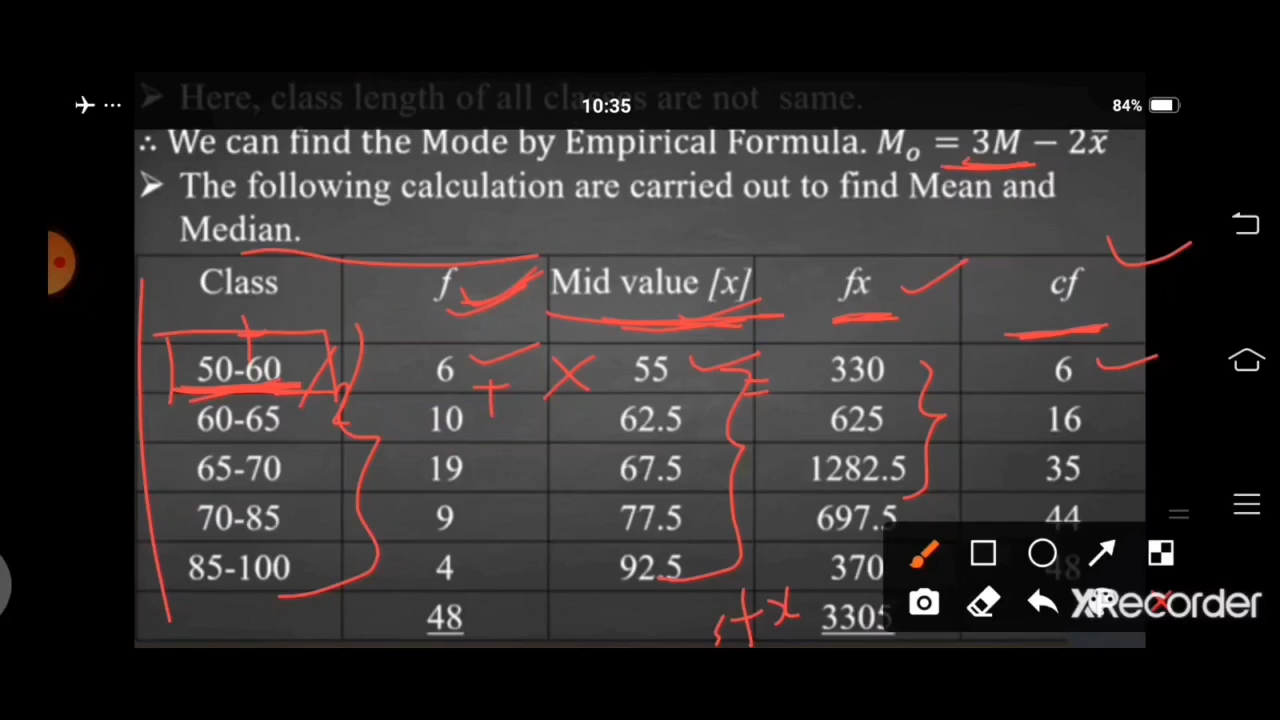 Here, class length of all classes are not same.
10:35
84%
∴ We can find the Mode by Empirical Formula. Mₒ = 3M − 2x̄
➤ The following calculation are carried out to find Mean and
Median.
Class f Mid value [x] fx cf
50-60 6 55 330 6
60-65 10 62.5 625 16
65-70 19 67.5 1282.5 35
70-85 9 77.5 697.5 44
85-100 4 92.5 370 48
48 3305
XRecorder